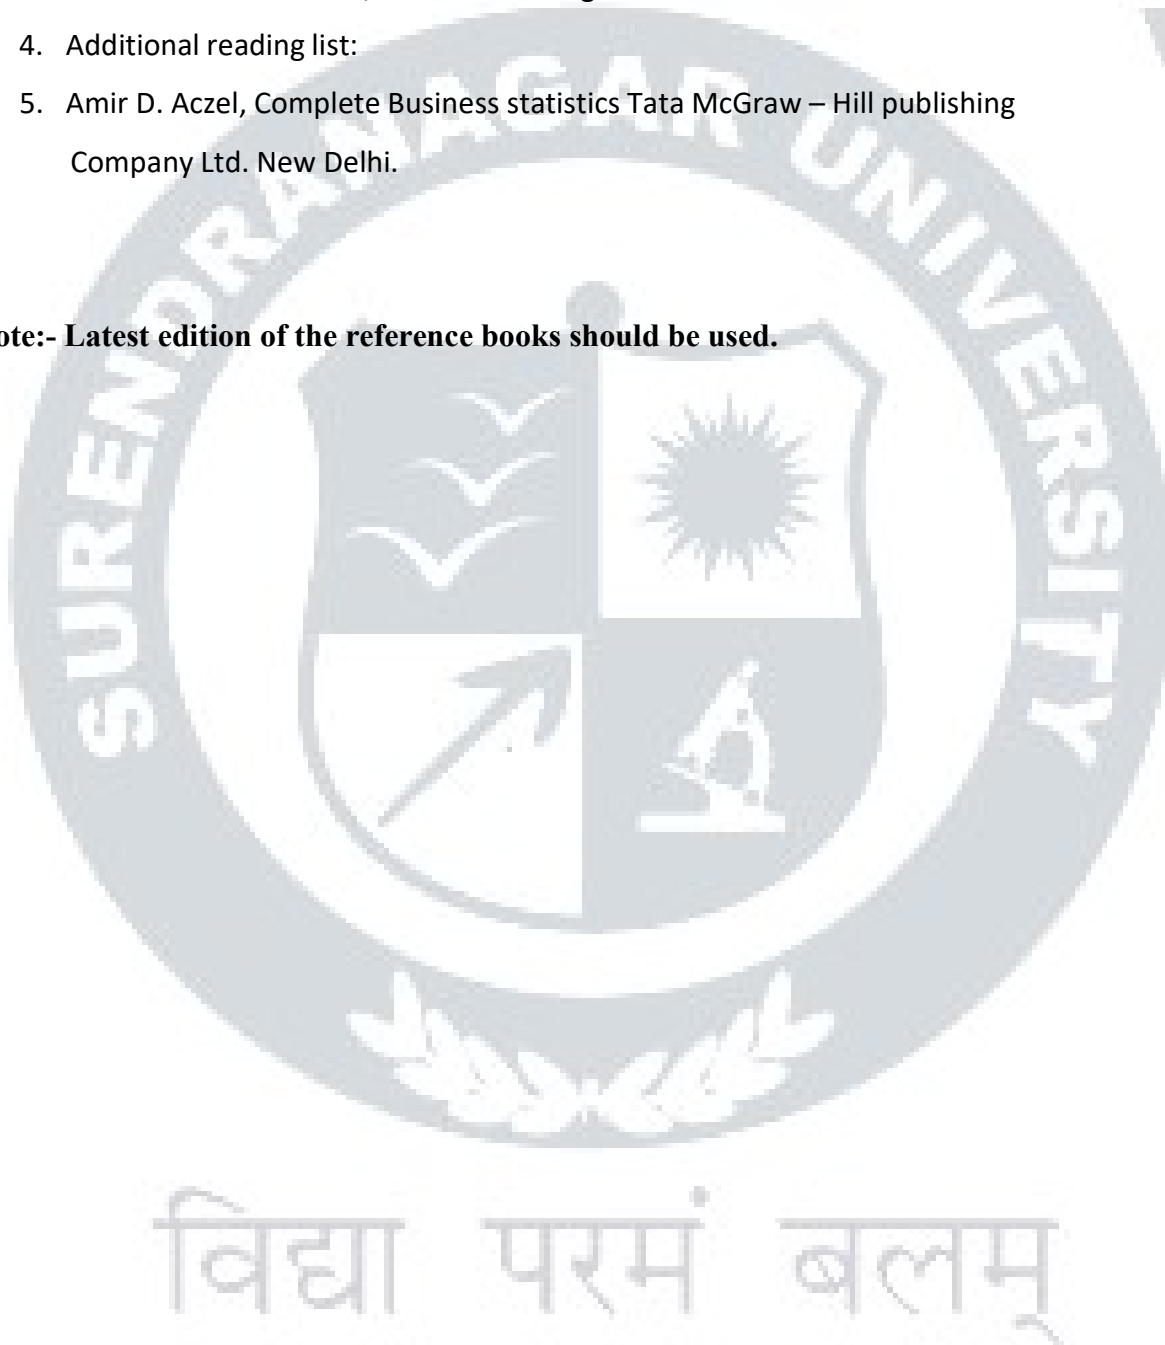 4. Additional reading list:
5. Amir D. Aczel, Complete Business statistics Tata McGraw – Hill publishing
Company Ltd. New Delhi.
ote:- Latest edition of the reference books should be used.
SURENDRANAGAR UNIVERSITY
विद्या परमं बलम्